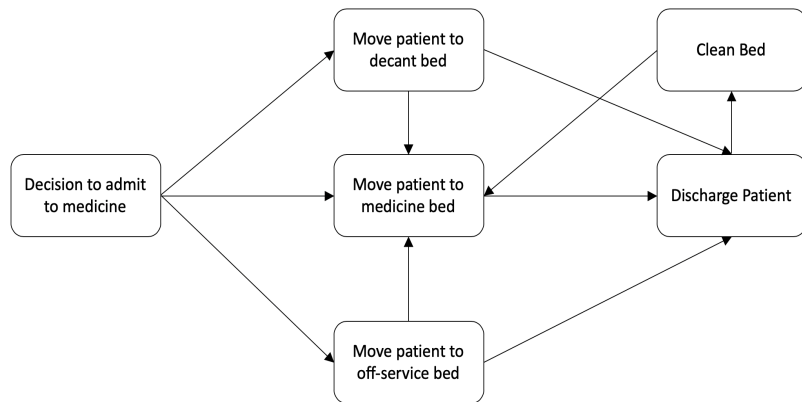 Move patient to
decant bed
Clean Bed
Decision to admit
to medicine
Move patient to
medicine bed
Discharge Patient
Move patient to
off-service bed